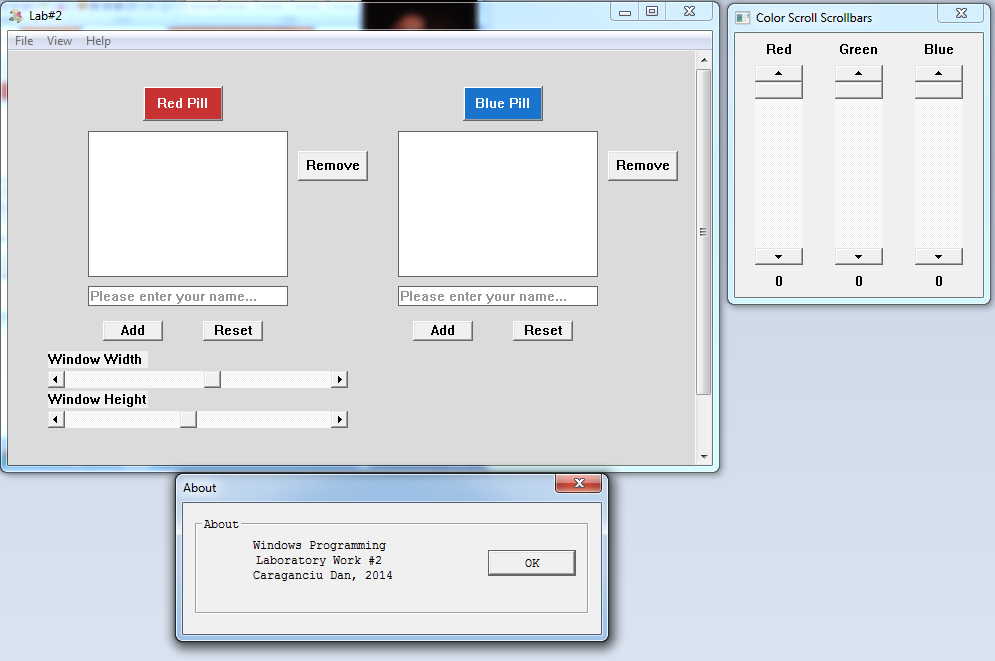 Lab#2
File View Help
Red Pill
Blue Pill
Remove
Remove
Please enter your name...
Please enter your name...
Add
Reset
Add
Reset
Window Width
Window Height
Color Scroll Scrollbars
Red Green Blue
0 0 0
About
About
Windows Programming
Laboratory Work #2
Caraganciu Dan, 2014
OK